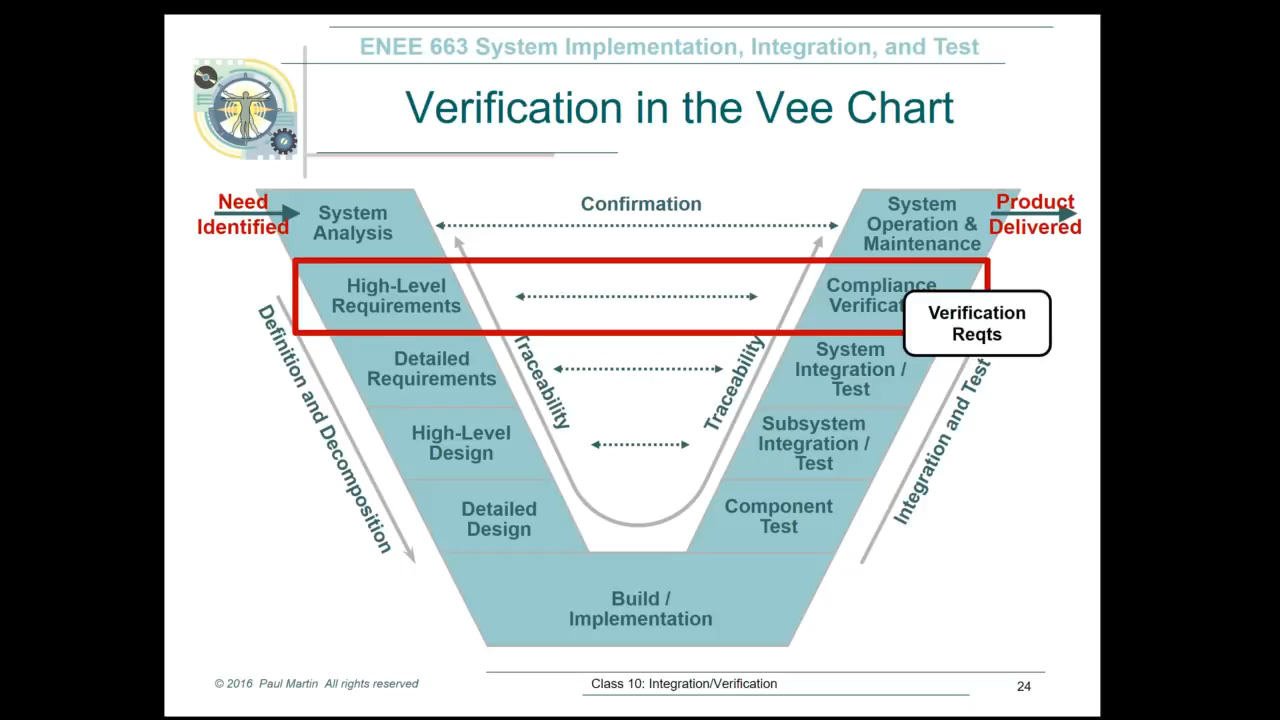 ENEE 663 System Implementation, Integration, and Test
Verification in the Vee Chart
Need
Identified
System
Analysis
Confirmation
System
Operation &
Maintenance
Product
Delivered
High-Level
Requirements
Compliance
Verificat
Verification
Reqts
Detailed
Requirements
System
Integration /
Test
Definition and Decomposition
Traceability
Traceability
Integration and Test
High-Level
Design
Subsystem
Integration /
Test
Detailed
Design
Component
Test
Build /
Implementation
© 2016 Paul Martin All rights reserved
Class 10: Integration/Verification
24